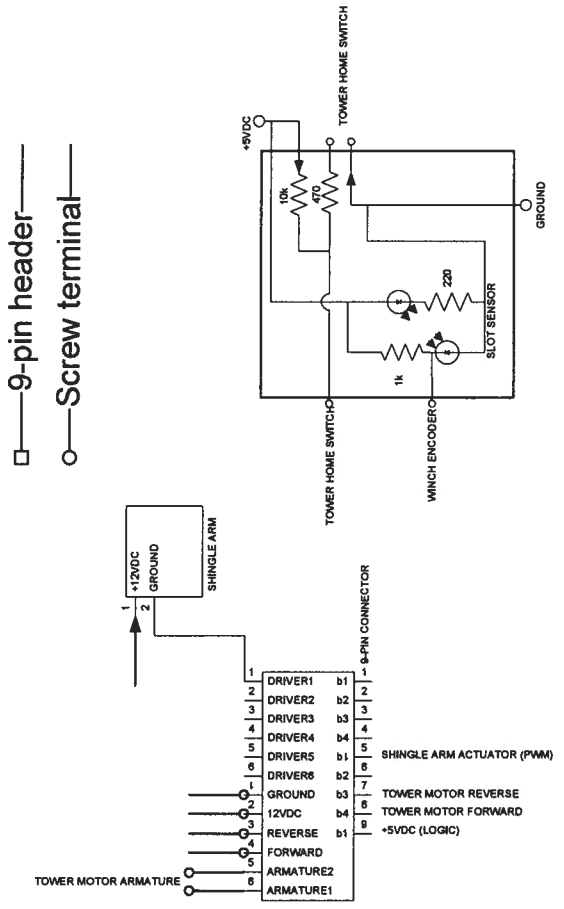 9-pin header
Screw terminal
+5VDC
TOWER HOME SWITCH
10k
470
GROUND
220
SLOT SENSOR
1k
TOWER HOME SWITCH
WINCH ENCODER
1 +12VDC
2 GROUND
SHINGLE ARM
9-PIN CONNECTOR
1 DRIVER1 b1 1
2 DRIVER2 b2 2
3 DRIVER3 b3 3
4 DRIVER4 b4 4
5 DRIVER5 b1 5 SHINGLE ARM ACTUATOR (PWM)
6 DRIVER6 b2 6
1 GROUND b3 7 TOWER MOTOR REVERSE
2 12VDC b4 8 TOWER MOTOR FORWARD
3 REVERSE b1 9 +5VDC (LOGIC)
4 FORWARD
5 ARMATURE2
6 ARMATURE1
TOWER MOTOR ARMATURE